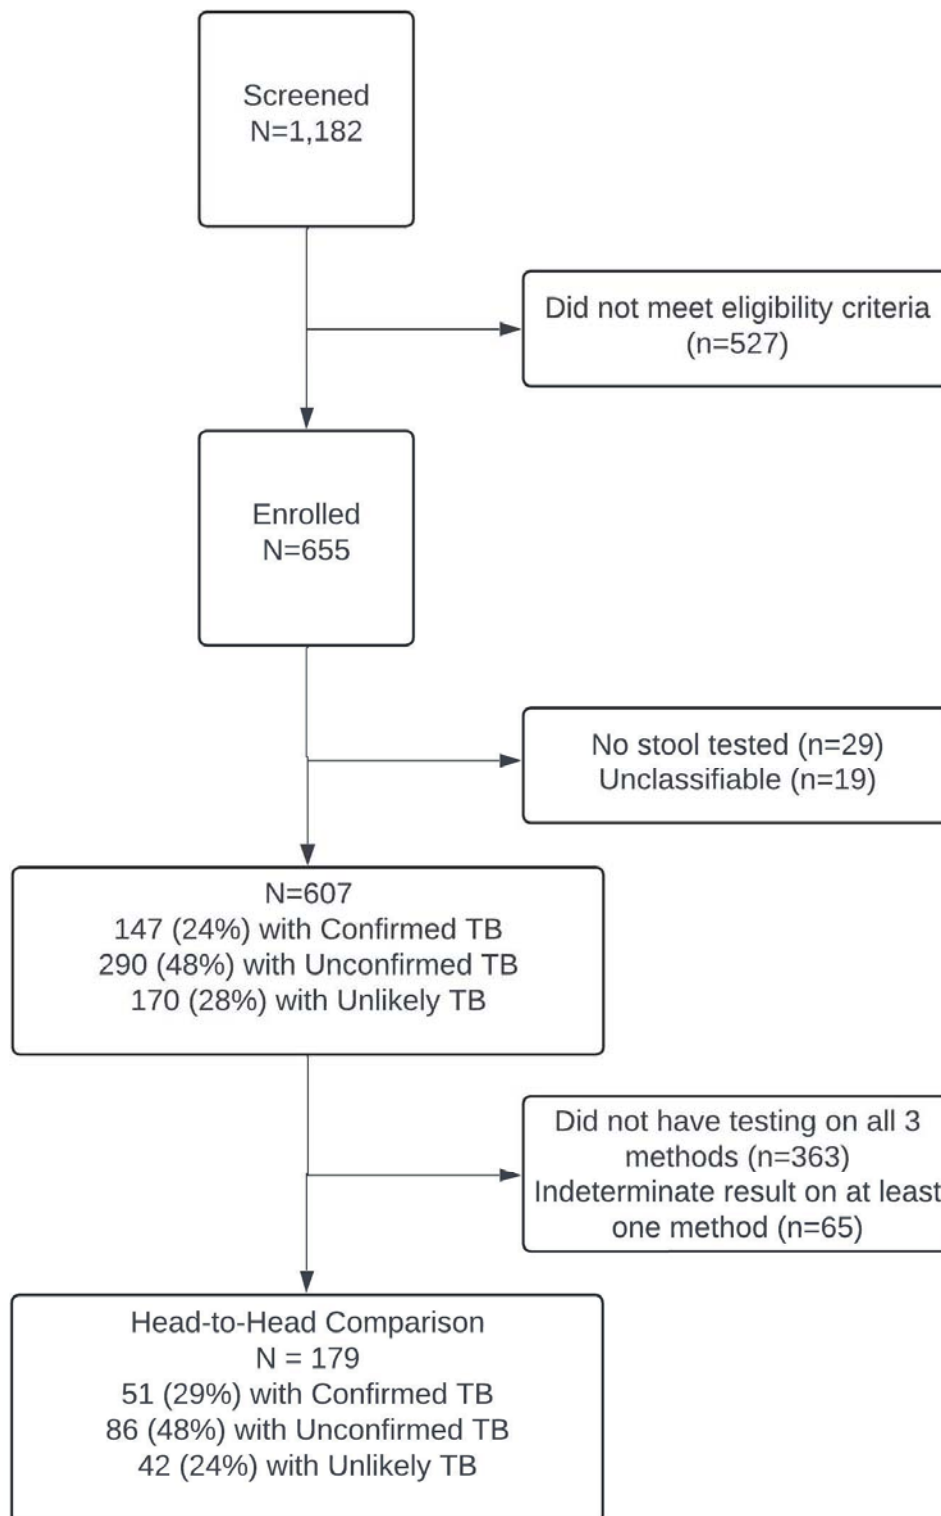 Screened
N=1,182
Did not meet eligibility criteria
(n=527)
Enrolled
N=655
No stool tested (n=29)
Unclassifiable (n=19)
N=607
147 (24%) with Confirmed TB
290 (48%) with Unconfirmed TB
170 (28%) with Unlikely TB
Did not have testing on all 3
methods (n=363)
Indeterminate result on at least
one method (n=65)
Head-to-Head Comparison
N = 179
51 (29%) with Confirmed TB
86 (48%) with Unconfirmed TB
42 (24%) with Unlikely TB